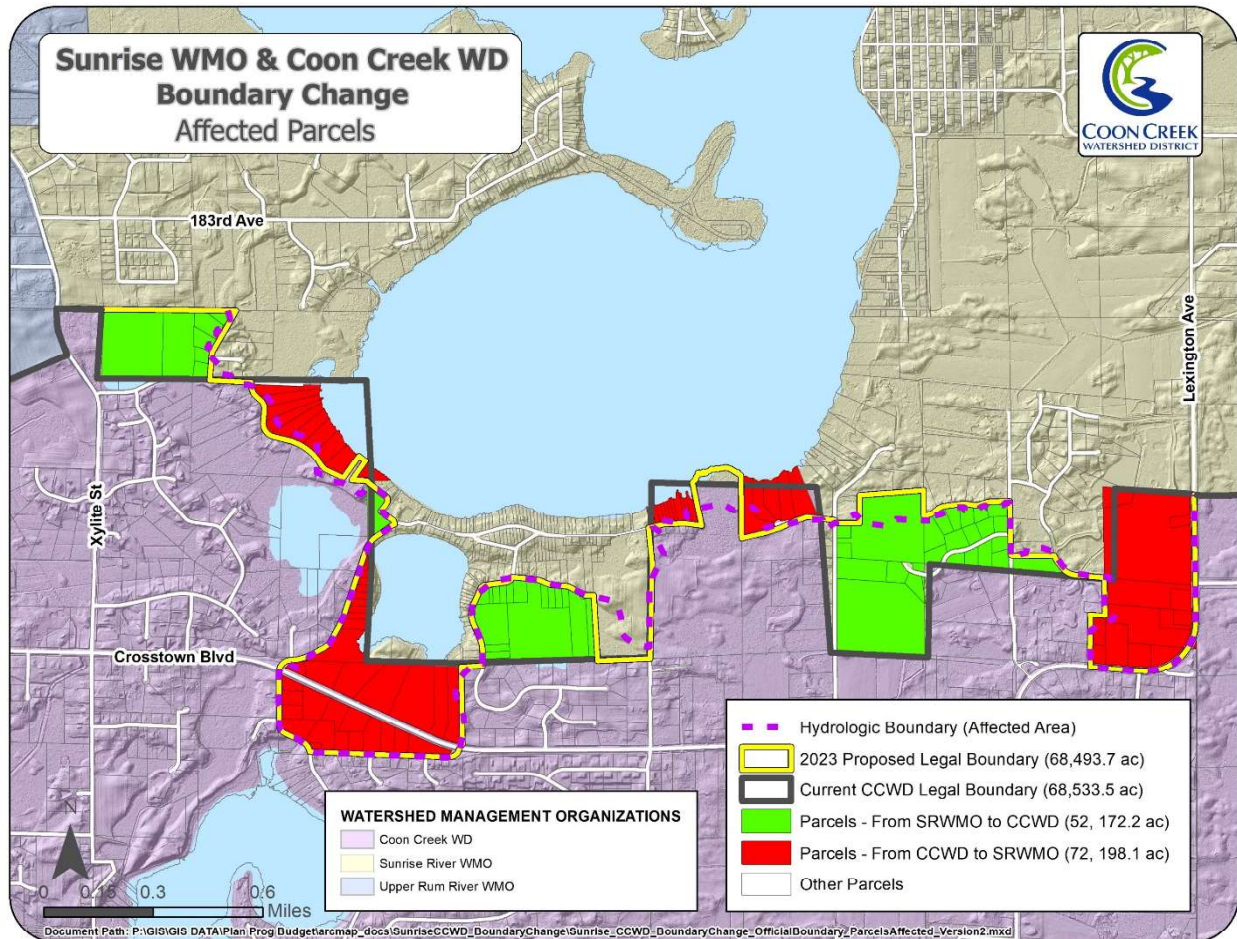 Sunrise WMO & Coon Creek WD
Boundary Change
Affected Parcels
COON CREEK
WATERSHED DISTRICT
183rd Ave
Lexington Ave
Xylite St
Crosstown Blvd
Hydrologic Boundary (Affected Area)
2023 Proposed Legal Boundary (68,493.7 ac)
Current CCWD Legal Boundary (68,533.5 ac)
Parcels - From SRWMO to CCWD (52, 172.2 ac)
Parcels - From CCWD to SRWMO (72, 198.1 ac)
Other Parcels
WATERSHED MANAGEMENT ORGANIZATIONS
Coon Creek WD
Sunrise River WMO
Upper Rum River WMO
N
0 0.15 0.3 0.6
Miles
Document Path: P:\GIS\GIS DATA\Plan Prog Budget\arcmap_docs\SunriseCCWD_BoundaryChange\Sunrise_CCWD_BoundaryChange_OfficialBoundary_ParcelsAffected_Version2.mxd